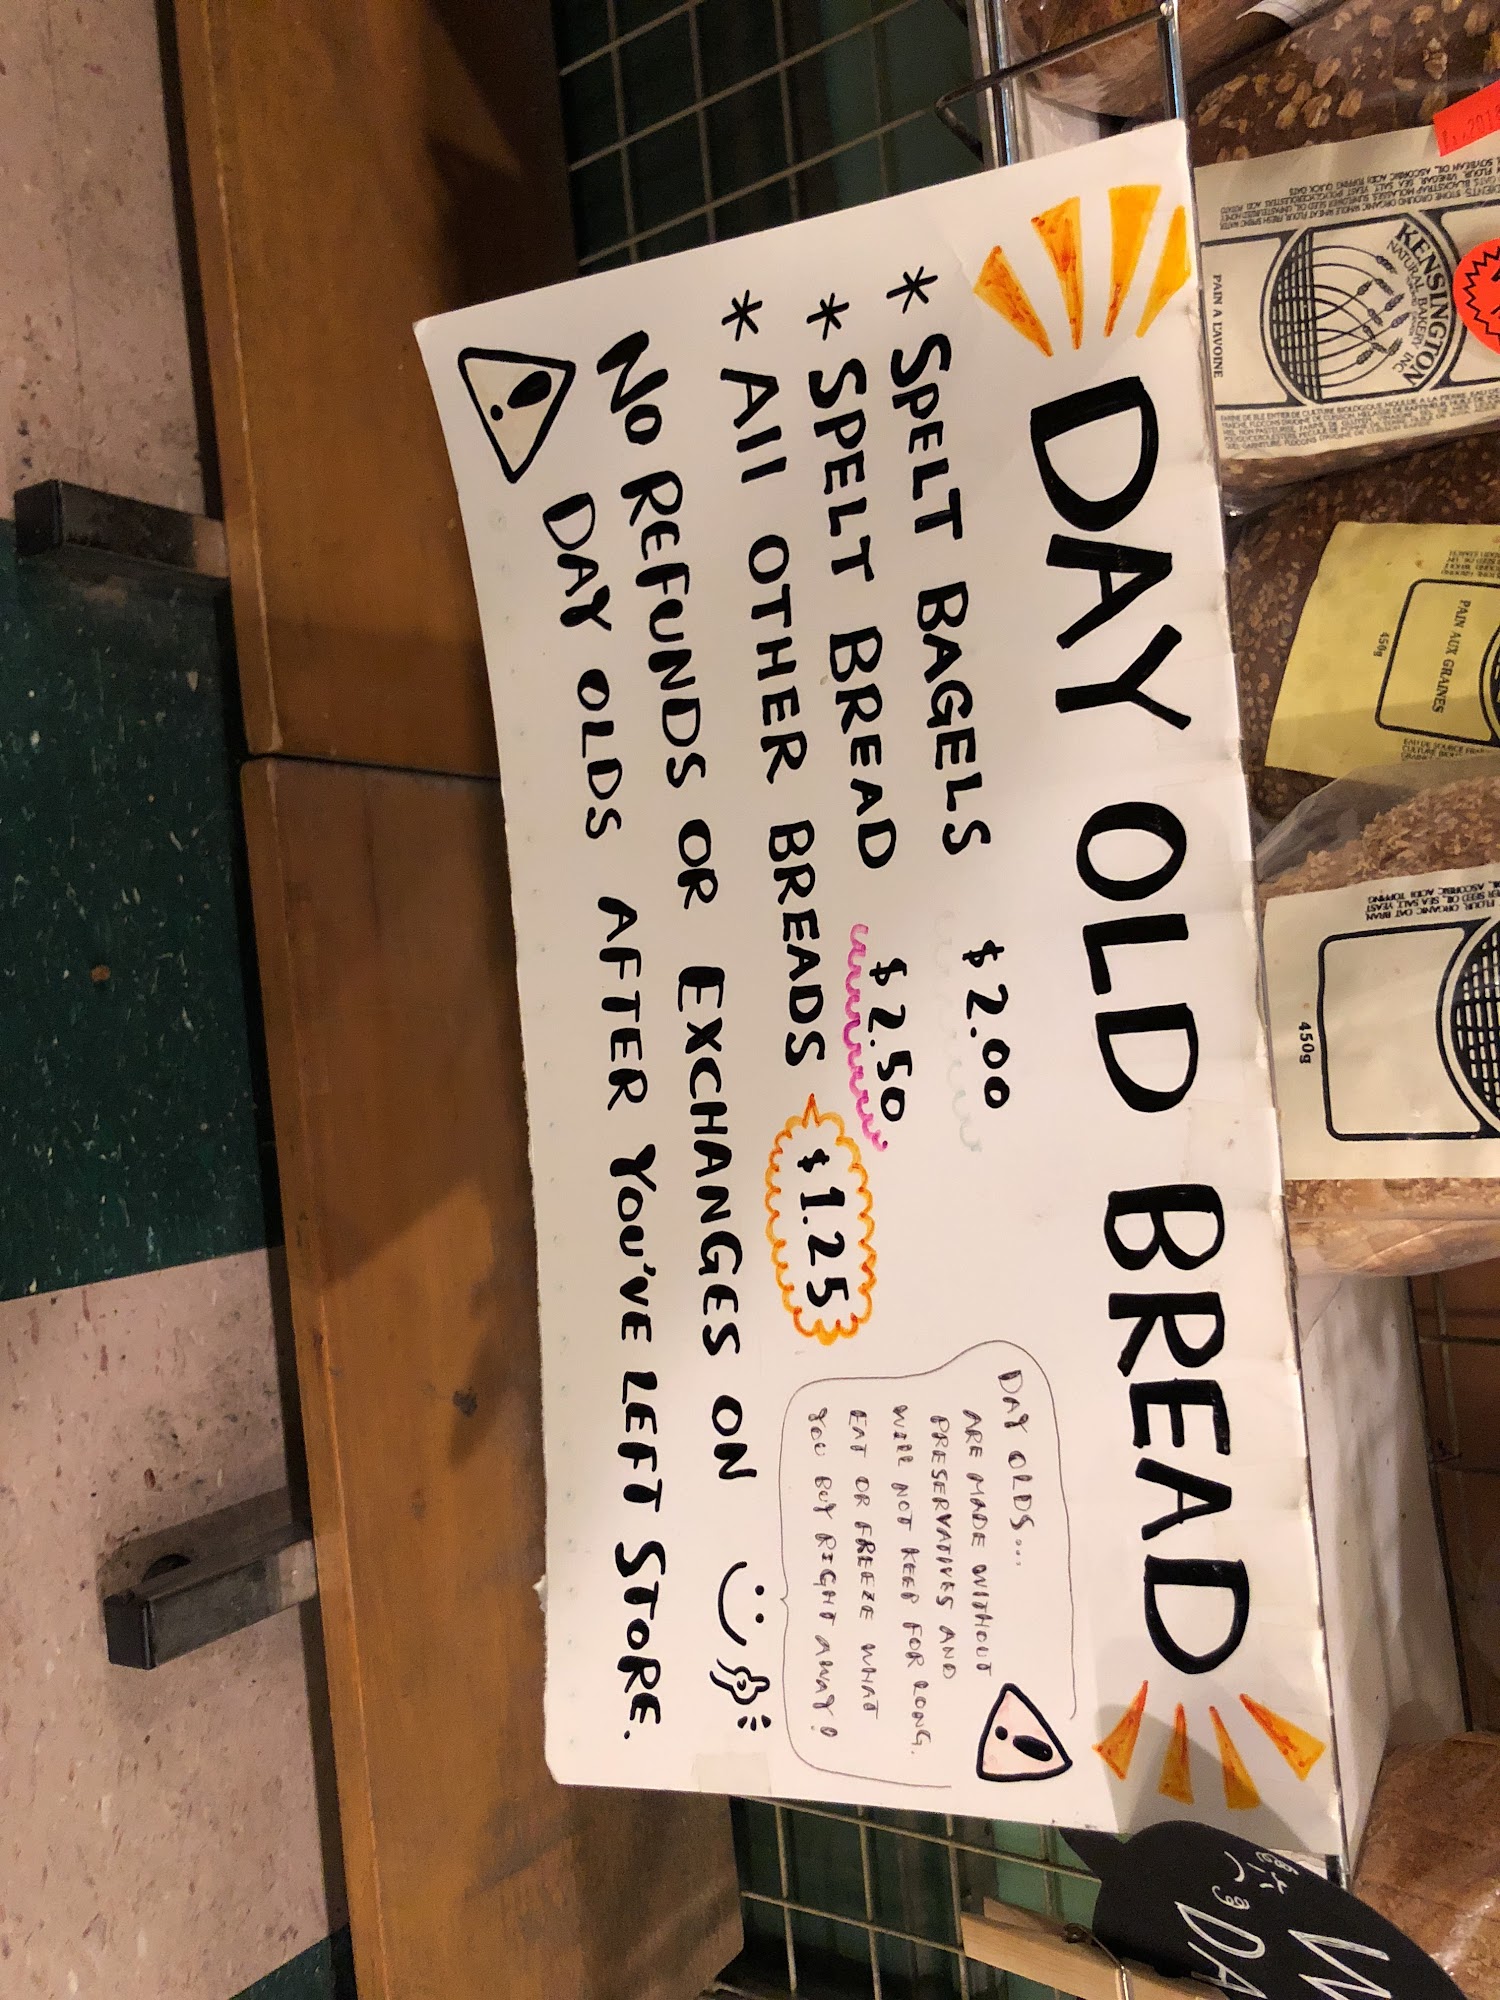 DAY OLD BREAD
* SPELT BAGELS $2.00
* SPELT BREAD $2.50
* All OTHER BREADS $1.25
DAY OLDS...
ARE MADE WITHOUT
PRESERVATIVES AND
WILL NOT KEEP FOR LONG.
EAT OR FREEZE WHAT
YOU BUY RIGHT AWAY!
NO REFUNDS OR EXCHANGES ON
DAY OLDS AFTER YOU'VE LEFT STORE.
KENSINGTON
NATURAL BAKERY INC
PAIN A L'AVOINE
PAIN AUX GRAINES
450g
450g